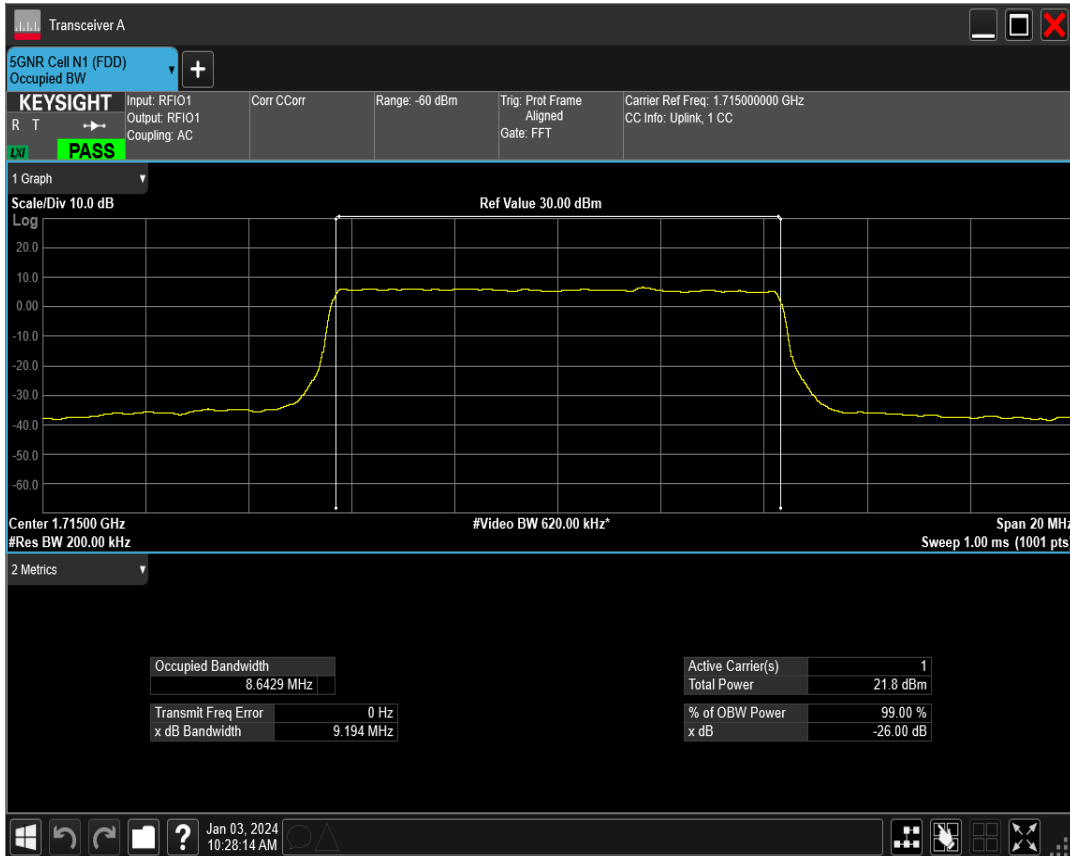 Transceiver A
5GNR Cell N1 (FDD)
Occupied BW
+
KEYSIGHT
R T
LXI
PASS
Input: RFIO1
Output: RFIO1
Coupling: AC
Corr CCorr
Range: -60 dBm
Trig: Prot Frame
Aligned
Gate: FFT
Carrier Ref Freq: 1.715000000 GHz
CC Info: Uplink, 1 CC
1 Graph
Scale/Div 10.0 dB
Ref Value 30.00 dBm
Log
20.0
10.0
0.00
-10.0
-20.0
-30.0
-40.0
-50.0
-60.0
Center 1.71500 GHz
#Video BW 620.00 kHz*
Span 20 MHz
#Res BW 200.00 kHz
Sweep 1.00 ms (1001 pts)
2 Metrics
Occupied Bandwidth
8.6429 MHz
Transmit Freq Error 0 Hz
x dB Bandwidth 9.194 MHz
Active Carrier(s) 1
Total Power 21.8 dBm
% of OBW Power 99.00 %
x dB -26.00 dB
?
Jan 03, 2024
10:28:14 AM